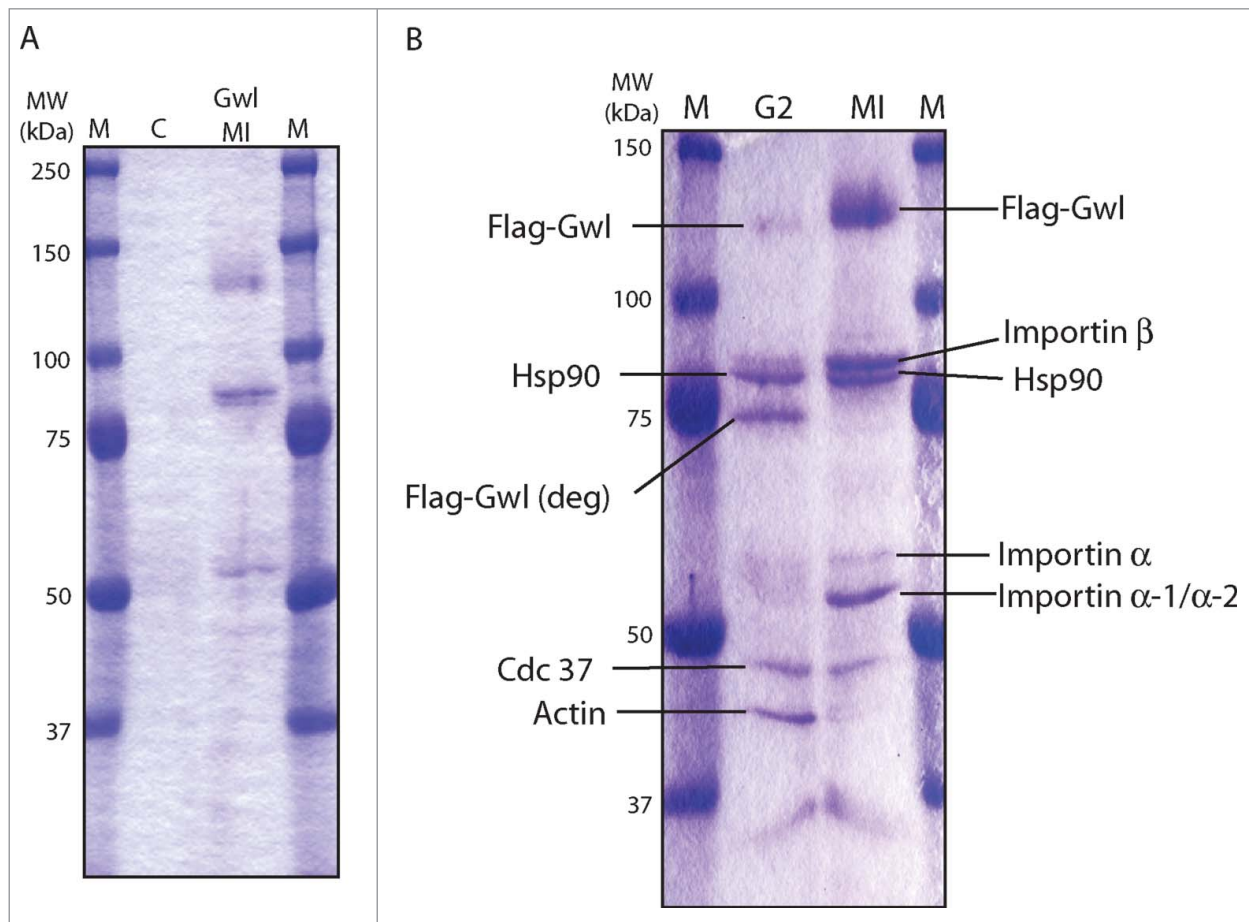 A
MW
(kDa)
M
C
Gwl
MI
M
250
150
100
75
50
37
B
MW
(kDa)
M
G2
MI
M
150
100
75
50
37
Flag-Gwl
Hsp90
Flag-Gwl (deg)
Cdc 37
Actin
Flag-Gwl
Importin β
Hsp90
Importin α
Importin α-1/α-2